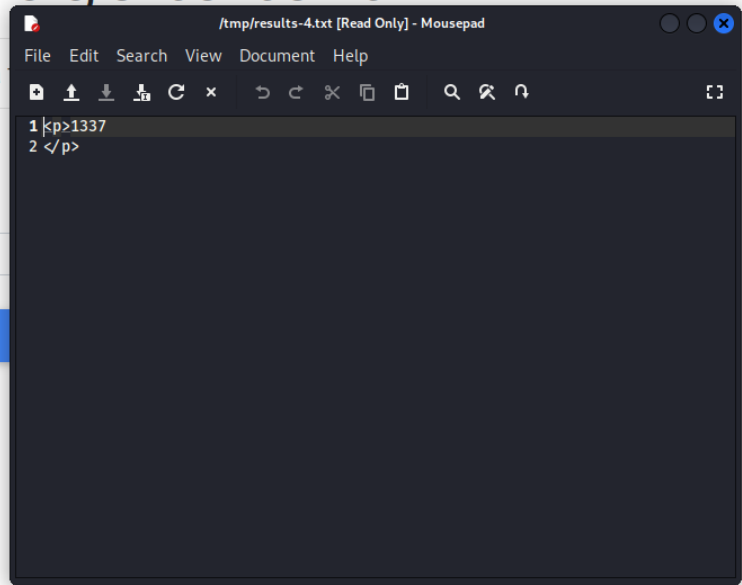 /tmp/results-4.txt [Read Only] - Mousepad
File Edit Search View Document Help
1 <p>1337
2 </p>